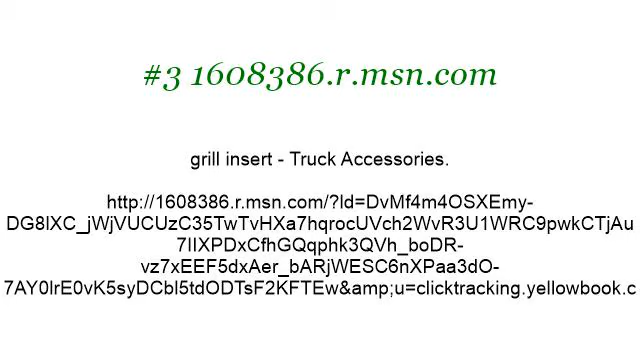 #3 1608386.r.msn.com
grill insert - Truck Accessories.
http://1608386.r.msn.com/?ld=DvMf4m4OSXEmy-
DG8lXC_jWjVUCUzC35TwTvHXa7hqrocUVch2WvR3U1WRC9pwkCTjAu
7IIXPDxCfhGQqphk3QVh_boDR-
vz7xEEF5dxAer_bARjWESC6nXPaa3dO-
7AY0lrE0vK5syDCbl5tdODTsF2KFTEw&amp;u=clicktracking.yellowbook.c